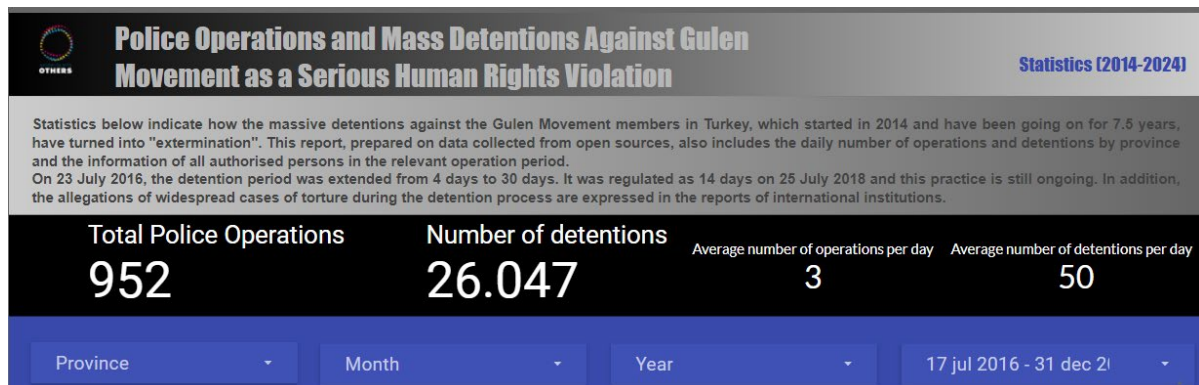 Police Operations and Mass Detentions Against Gulen
Movement as a Serious Human Rights Violation
OTHERS
Statistics (2014-2024)
Statistics below indicate how the massive detentions against the Gulen Movement members in Turkey, which started in 2014 and have been going on for 7.5 years,
have turned into "extermination". This report, prepared on data collected from open sources, also includes the daily number of operations and detentions by province
and the information of all authorised persons in the relevant operation period.
On 23 July 2016, the detention period was extended from 4 days to 30 days. It was regulated as 14 days on 25 July 2018 and this practice is still ongoing. In addition,
the allegations of widespread cases of torture during the detention process are expressed in the reports of international institutions.
Total Police Operations
952
Number of detentions
26.047
Average number of operations per day
3
Average number of detentions per day
50
Province
Month
Year
17 jul 2016 - 31 dec